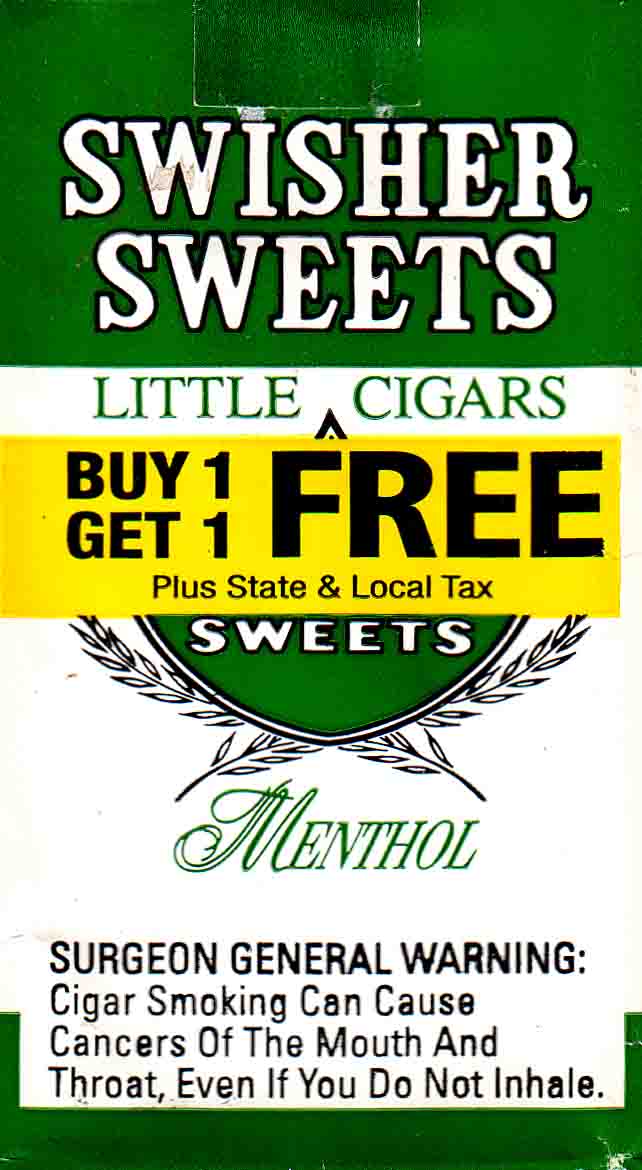 SWISHER
SWEETS
LITTLE CIGARS
BUY 1
GET 1
FREE
Plus State & Local Tax
SWEETS
MENTHOL
SURGEON GENERAL WARNING:
Cigar Smoking Can Cause
Cancers Of The Mouth And
Throat, Even If You Do Not Inhale.